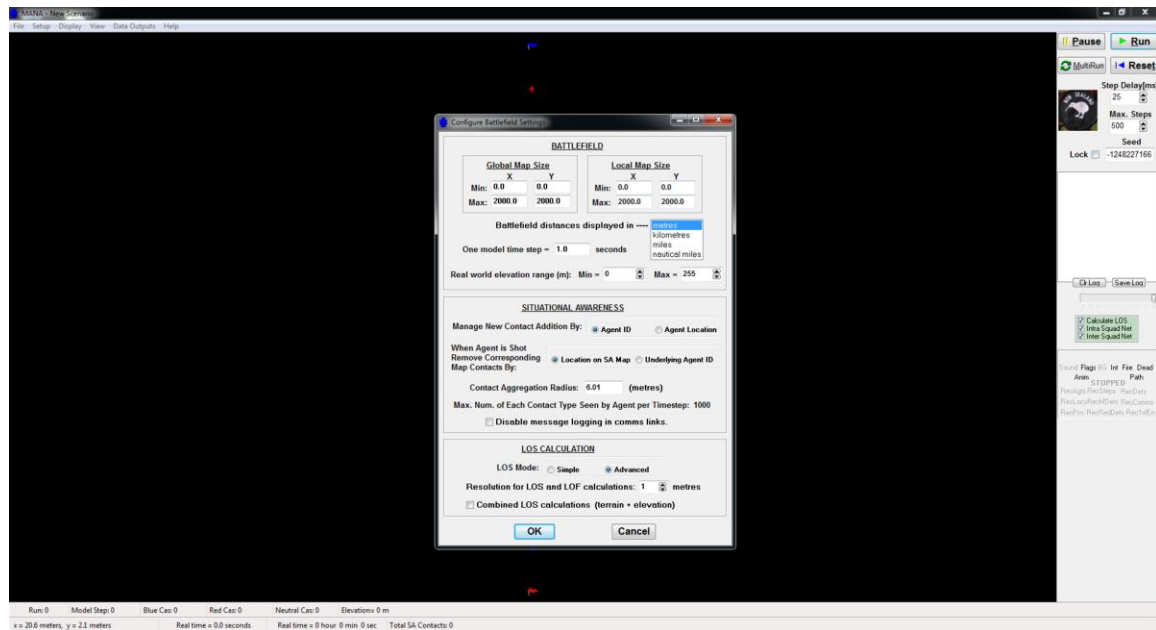 MANA - New Scenario
File Setup Display View Data Outputs Help
Pause Run
MultiRun Reset
Step Delay[ms
NEW ZEALAND
25
Max. Steps
500
Seed
Lock -1248227166
Configure Battlefield Settings
BATTLEFIELD
Global Map Size Local Map Size
X Y X Y
Min: 0.0 0.0 Min: 0.0 0.0
Max: 2000.0 2000.0 Max: 2000.0 2000.0
Battlefield distances displayed in ---- metres
kilometres
miles
nautical miles
One model time step = 1.0 seconds
Real world elevation range (m): Min = 0 Max = 255
SITUATIONAL AWARENESS
Manage New Contact Addition By: Agent ID Agent Location
When Agent is Shot
Remove Corresponding
Map Contacts By: Location on SA Map Underlying Agent ID
Contact Aggregation Radius: 6.01 (metres)
Max. Num. of Each Contact Type Seen by Agent per Timestep: 1000
Disable message logging in comms links.
LOS CALCULATION
LOS Mode: Simple Advanced
Resolution for LOS and LOF calculations: 1 metres
Combined LOS calculations (terrain + elevation)
OK Cancel
Clr Log Save Log
Calculate LOS
Intra Squad Net
Inter Squad Net
Sound Flags BG Int Fire Dead
Anim Path
STOPPED
RecAgts RecSteps RecDets
Run: 0 Model Step: 0 Blue Cas: 0 Red Cas: 0 Neutral Cas: 0 Elevation= 0 m
x = 20.6 meters, y = 2.1 meters Real time = 0.0 seconds Real time = 0 hour 0 min 0 sec Total SA Contacts: 0